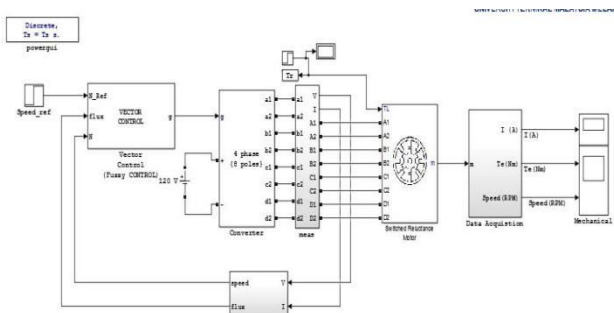 Discrete,
Ts = Ts s.
powergui
Speed_ref
N_Ref
flux
N
VECTOR
CONTROL
g
Vector
Control
(Fuzzy CONTROL)
120 V
g
+
-
4 phase
(8 poles)
a1
a2
b1
b2
c1
c2
d1
d2
Converter
Ts
V
I
a1
a2
b1
b2
c1
c2
d1
d2
A1
A2
B1
B2
C1
C2
D1
D2
meas
TL
A1
A2
B1
B2
C1
C2
D1
D2
m
Switched Reluctance
Motor
m
I (A)
Te(Nm)
Speed(RPM)
Data Acquistion
I(A)
Te(Nm)
Speed(RPM)
Mechanical
speed
flux
V
I